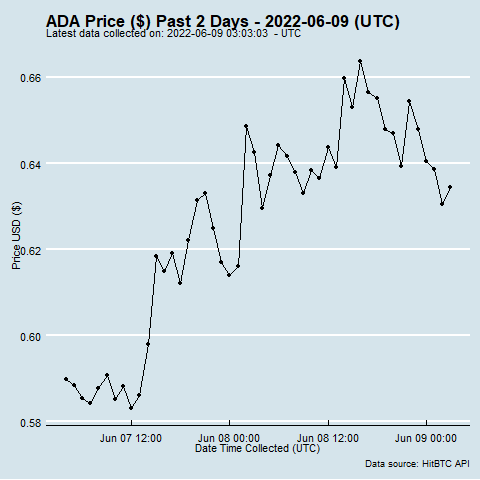 ADA Price ($) Past 2 Days - 2022-06-09 (UTC)
Latest data collected on: 2022-06-09 03:03:03 - UTC
0.66
0.64
0.62
0.60
0.58
Price USD ($)
Jun 07 12:00 Jun 08 00:00 Jun 08 12:00 Jun 09 00:00
Date Time Collected (UTC)
Data source: HitBTC API